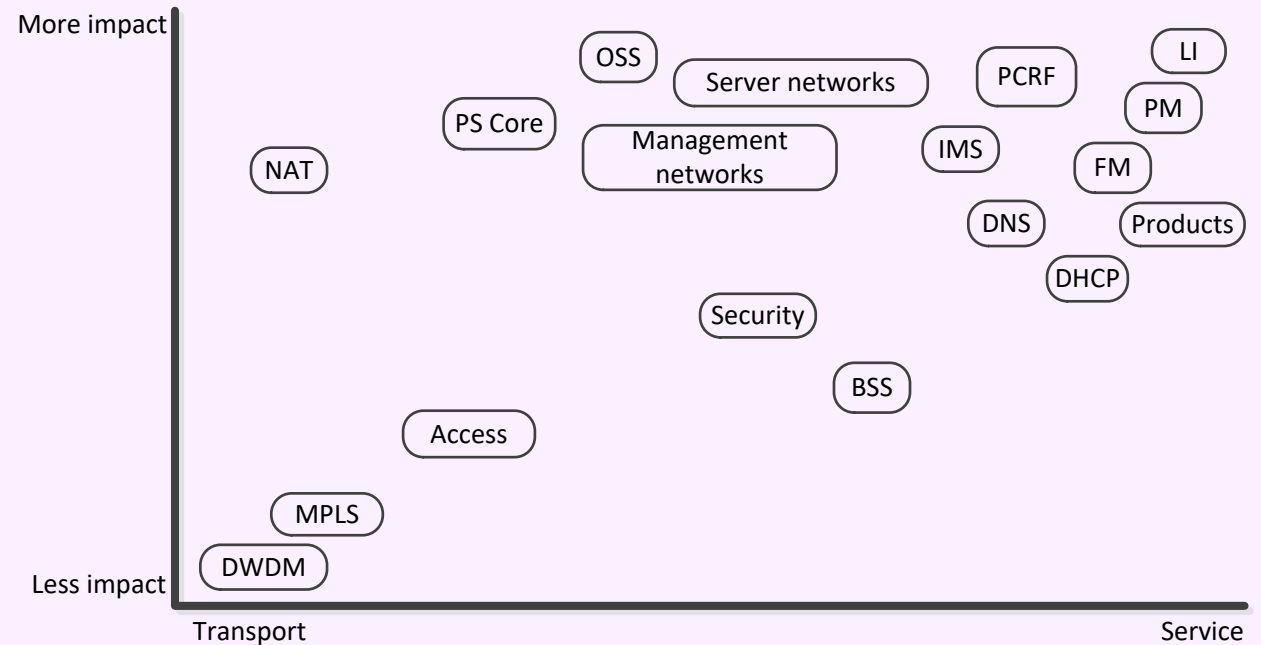 More impact
LI
OSS
PCRF
Server networks
PM
PS Core
Management
networks
IMS
NAT
FM
DNS
Products
DHCP
Security
BSS
Access
MPLS
DWDM
Less impact
Transport
Service